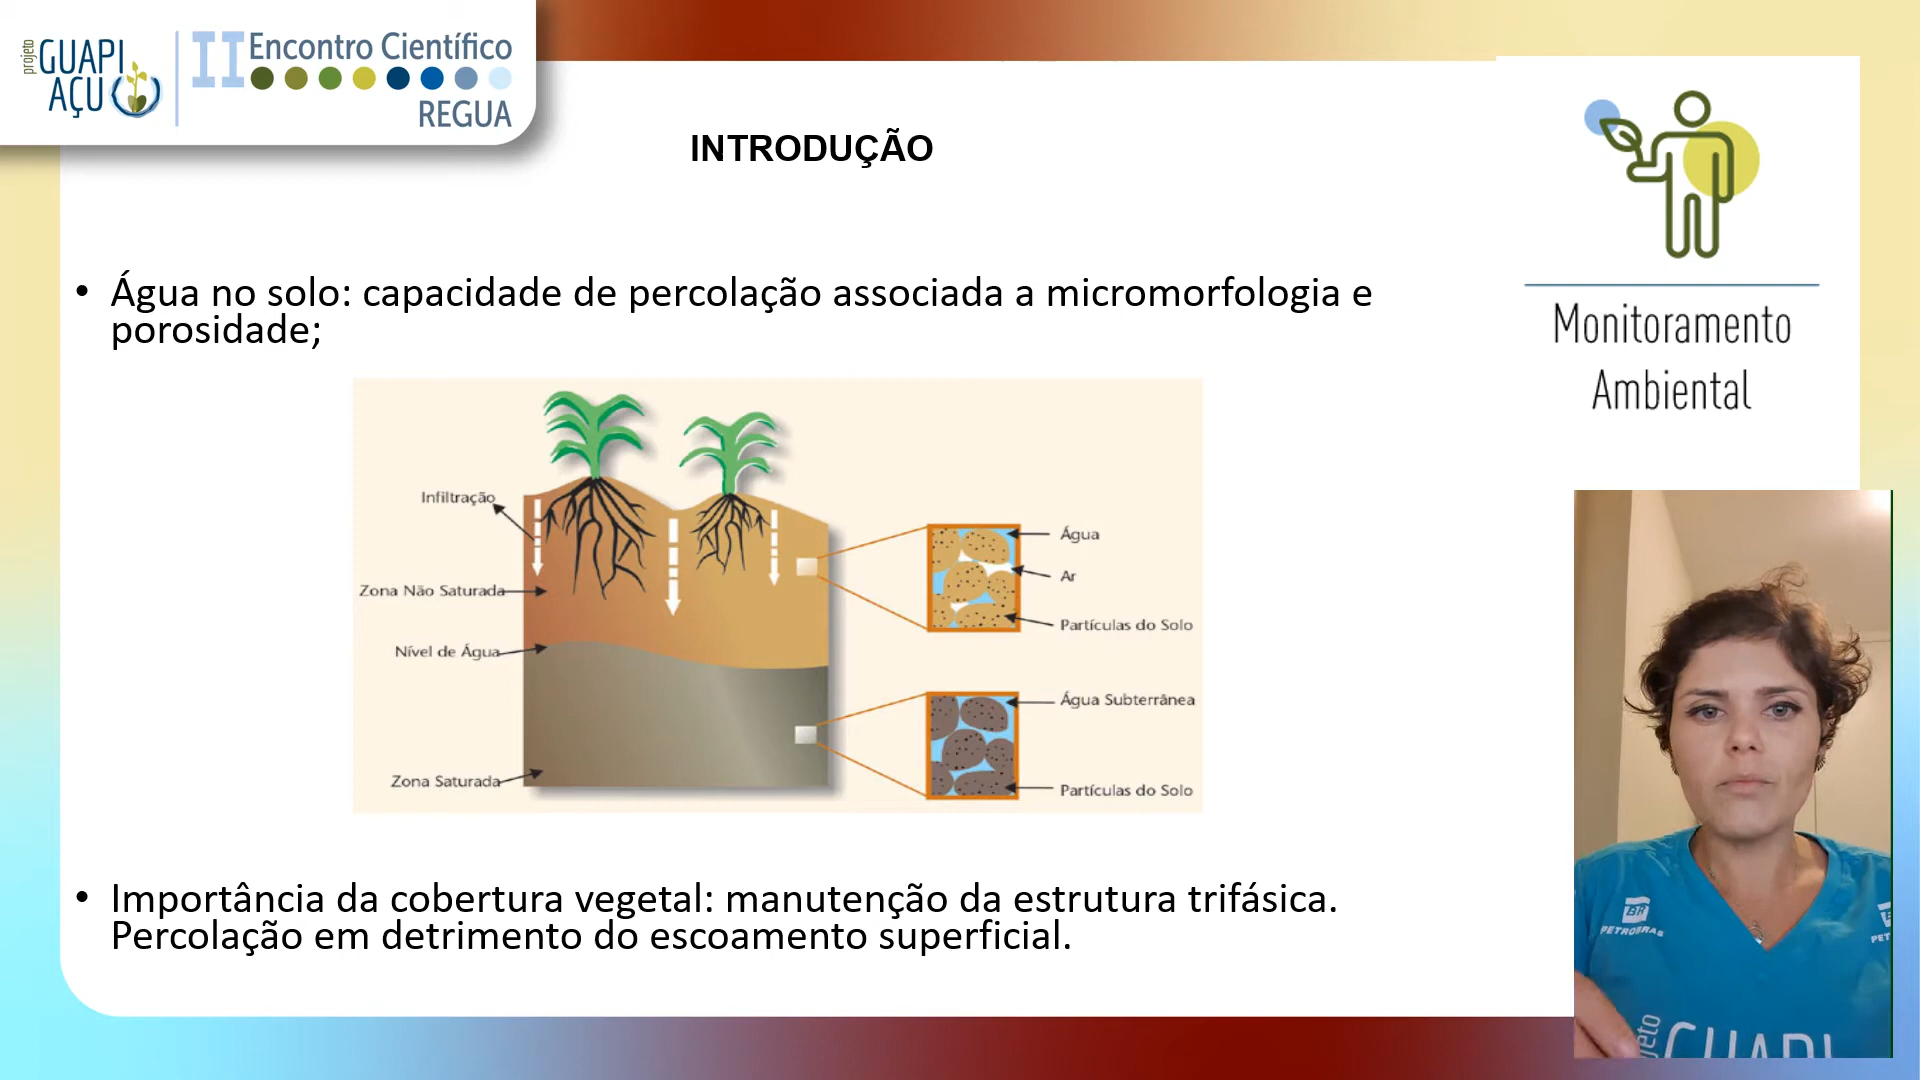 projeto
GUAPI
AÇU
II Encontro Científico
REGUA
INTRODUÇÃO
Monitoramento
Ambiental
• Água no solo: capacidade de percolação associada a micromorfologia e
porosidade;
Infiltração
Zona Não Saturada
Nível de Água
Zona Saturada
Água
Ar
Partículas do Solo
Água Subterrânea
Partículas do Solo
• Importância da cobertura vegetal: manutenção da estrutura trifásica.
Percolação em detrimento do escoamento superficial.
BR
PETROBRAS